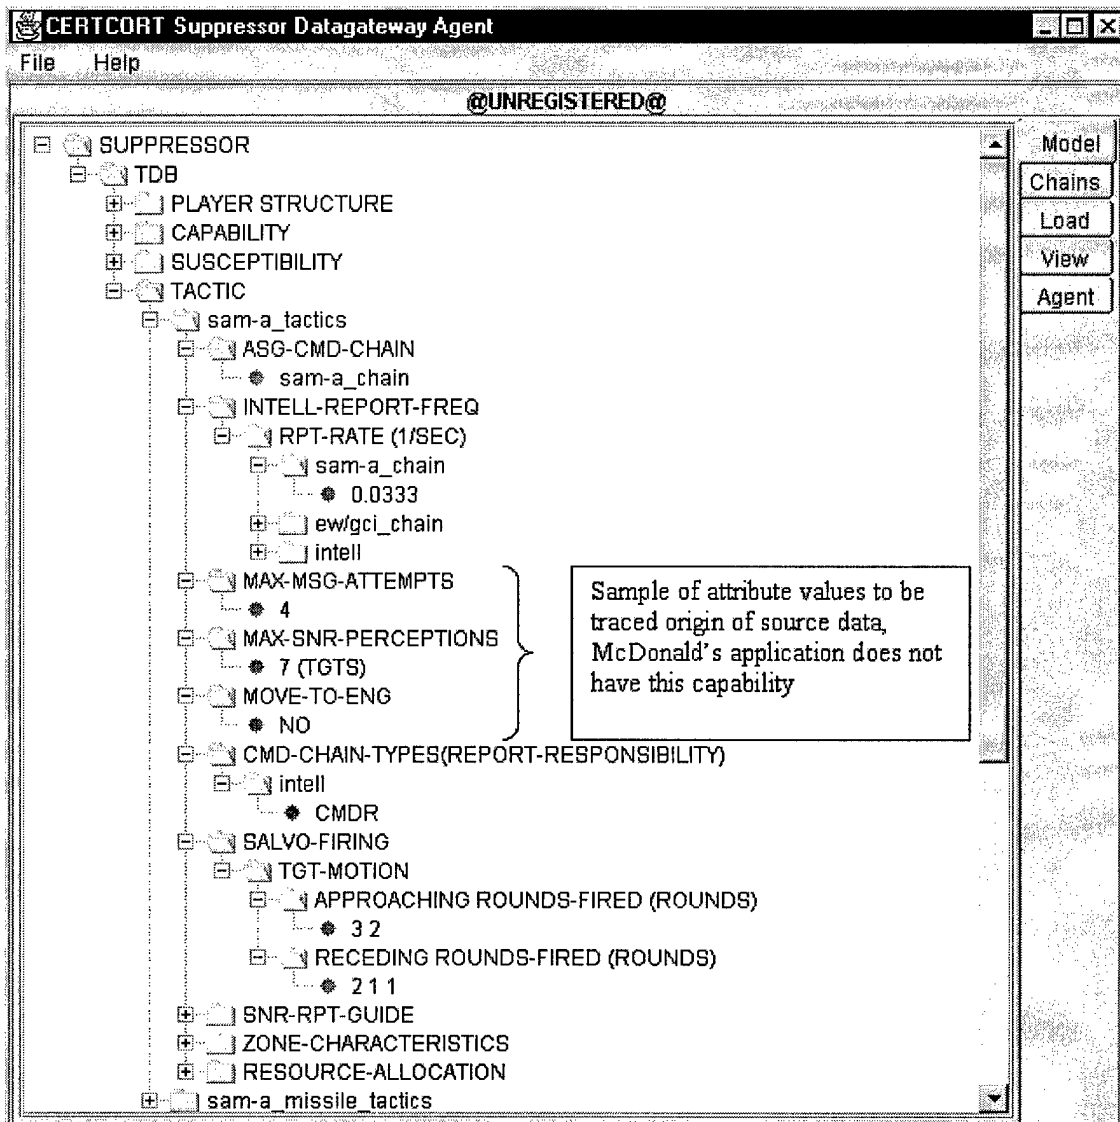 CERTCORT Suppressor Datagateway Agent
File Help
@UNREGISTERED@
SUPPRESSOR
TDB
PLAYER STRUCTURE
CAPABILITY
SUSCEPTIBILITY
TACTIC
sam-a_tactics
ASG-CMD-CHAIN
sam-a_chain
INTELL-REPORT-FREQ
RPT-RATE (1/SEC)
sam-a_chain
0.0333
ew/gci_chain
intell
MAX-MSG-ATTEMPTS
4
MAX-SNR-PERCEPTIONS
7 (TGTS)
MOVE-TO-ENG
NO
CMD-CHAIN-TYPES(REPORT-RESPONSIBILITY)
intell
CMDR
SALVO-FIRING
TGT-MOTION
APPROACHING ROUNDS-FIRED (ROUNDS)
3 2
RECEDING ROUNDS-FIRED (ROUNDS)
2 1 1
SNR-RPT-GUIDE
ZONE-CHARACTERISTICS
RESOURCE-ALLOCATION
sam-a_missile_tactics
Sample of attribute values to be
traced origin of source data,
McDonald's application does not
have this capability
Model
Chains
Load
View
Agent